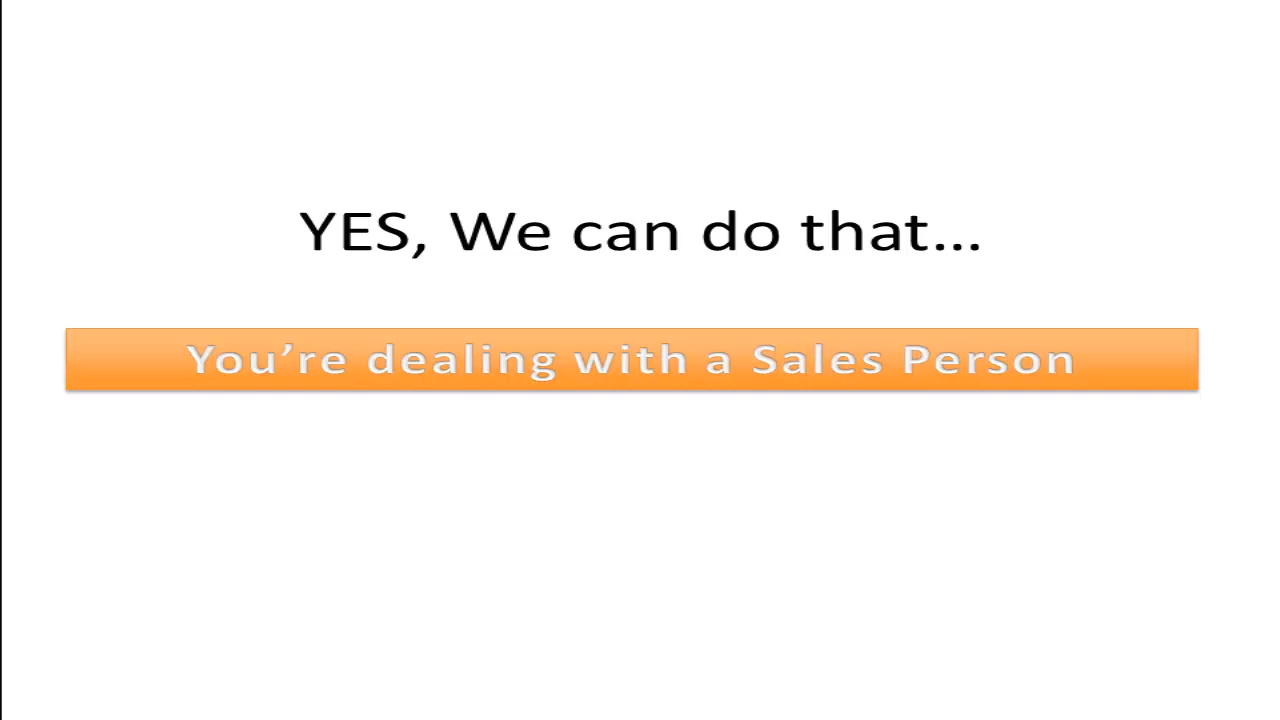 YES, We can do that...
You’re dealing with a Sales Person